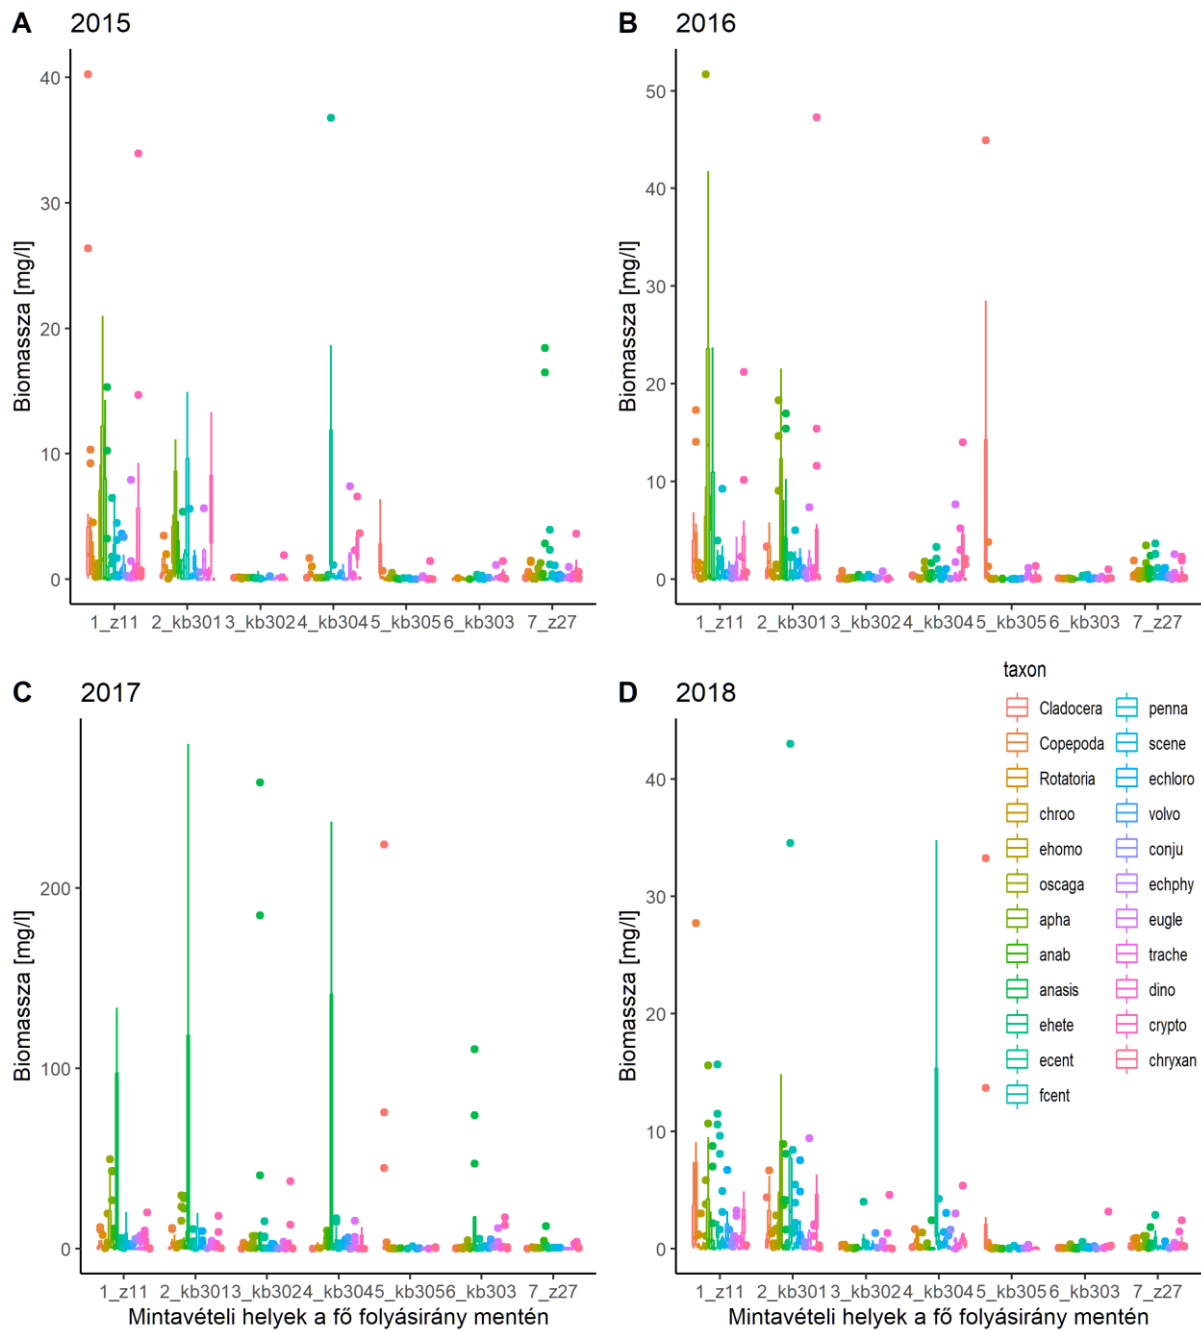 A 2015
Biomassza [mg/l]
40
30
20
10
0
1_z11 2_kb301 3_kb302 4_kb304 5_kb305 6_kb303 7_z27
B 2016
Biomassza [mg/l]
50
40
30
20
10
0
1_z11 2_kb301 3_kb302 4_kb304 5_kb305 6_kb303 7_z27
C 2017
Biomassza [mg/l]
200
100
0
1_z11 2_kb301 3_kb302 4_kb304 5_kb305 6_kb303 7_z27
Mintavételi helyek a fő folyásirány mentén
D 2018
Biomassza [mg/l]
40
30
20
10
0
1_z11 2_kb301 3_kb302 4_kb304 5_kb305 6_kb303 7_z27
Mintavételi helyek a fő folyásirány mentén
taxon
Cladocera
Copepoda
Rotatoria
chroo
ehomo
oscaga
apha
anab
anasis
ehete
ecent
fcent
penna
scene
echloro
volvo
conju
echphy
eugle
trache
dino
crypto
chryxan